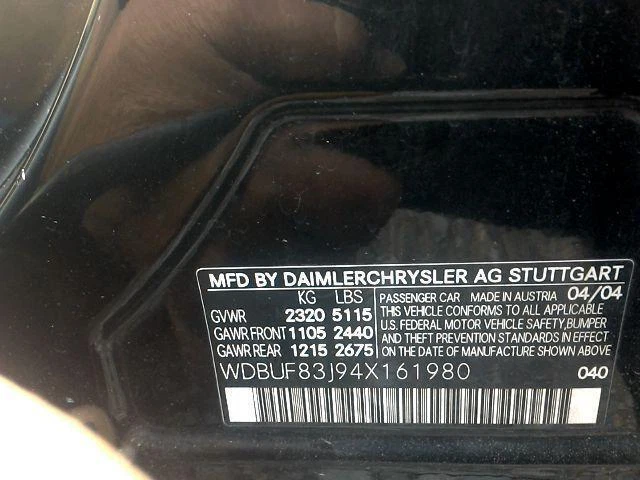 MFD BY DAIMLERCHRYSLER AG STUTTGART
KG LBS
GVWR 2320 5115
GAWR FRONT 1105 2440
GAWR REAR 1215 2675
PASSENGER CAR MADE IN AUSTRIA 04/04
THIS VEHICLE CONFORMS TO ALL APPLICABLE
U.S. FEDERAL MOTOR VEHICLE SAFETY,BUMPER
AND THEFT PREVENTION STANDARDS IN EFFECT
ON THE DATE OF MANUFACTURE SHOWN ABOVE.
WDBUF83J94X161980 040